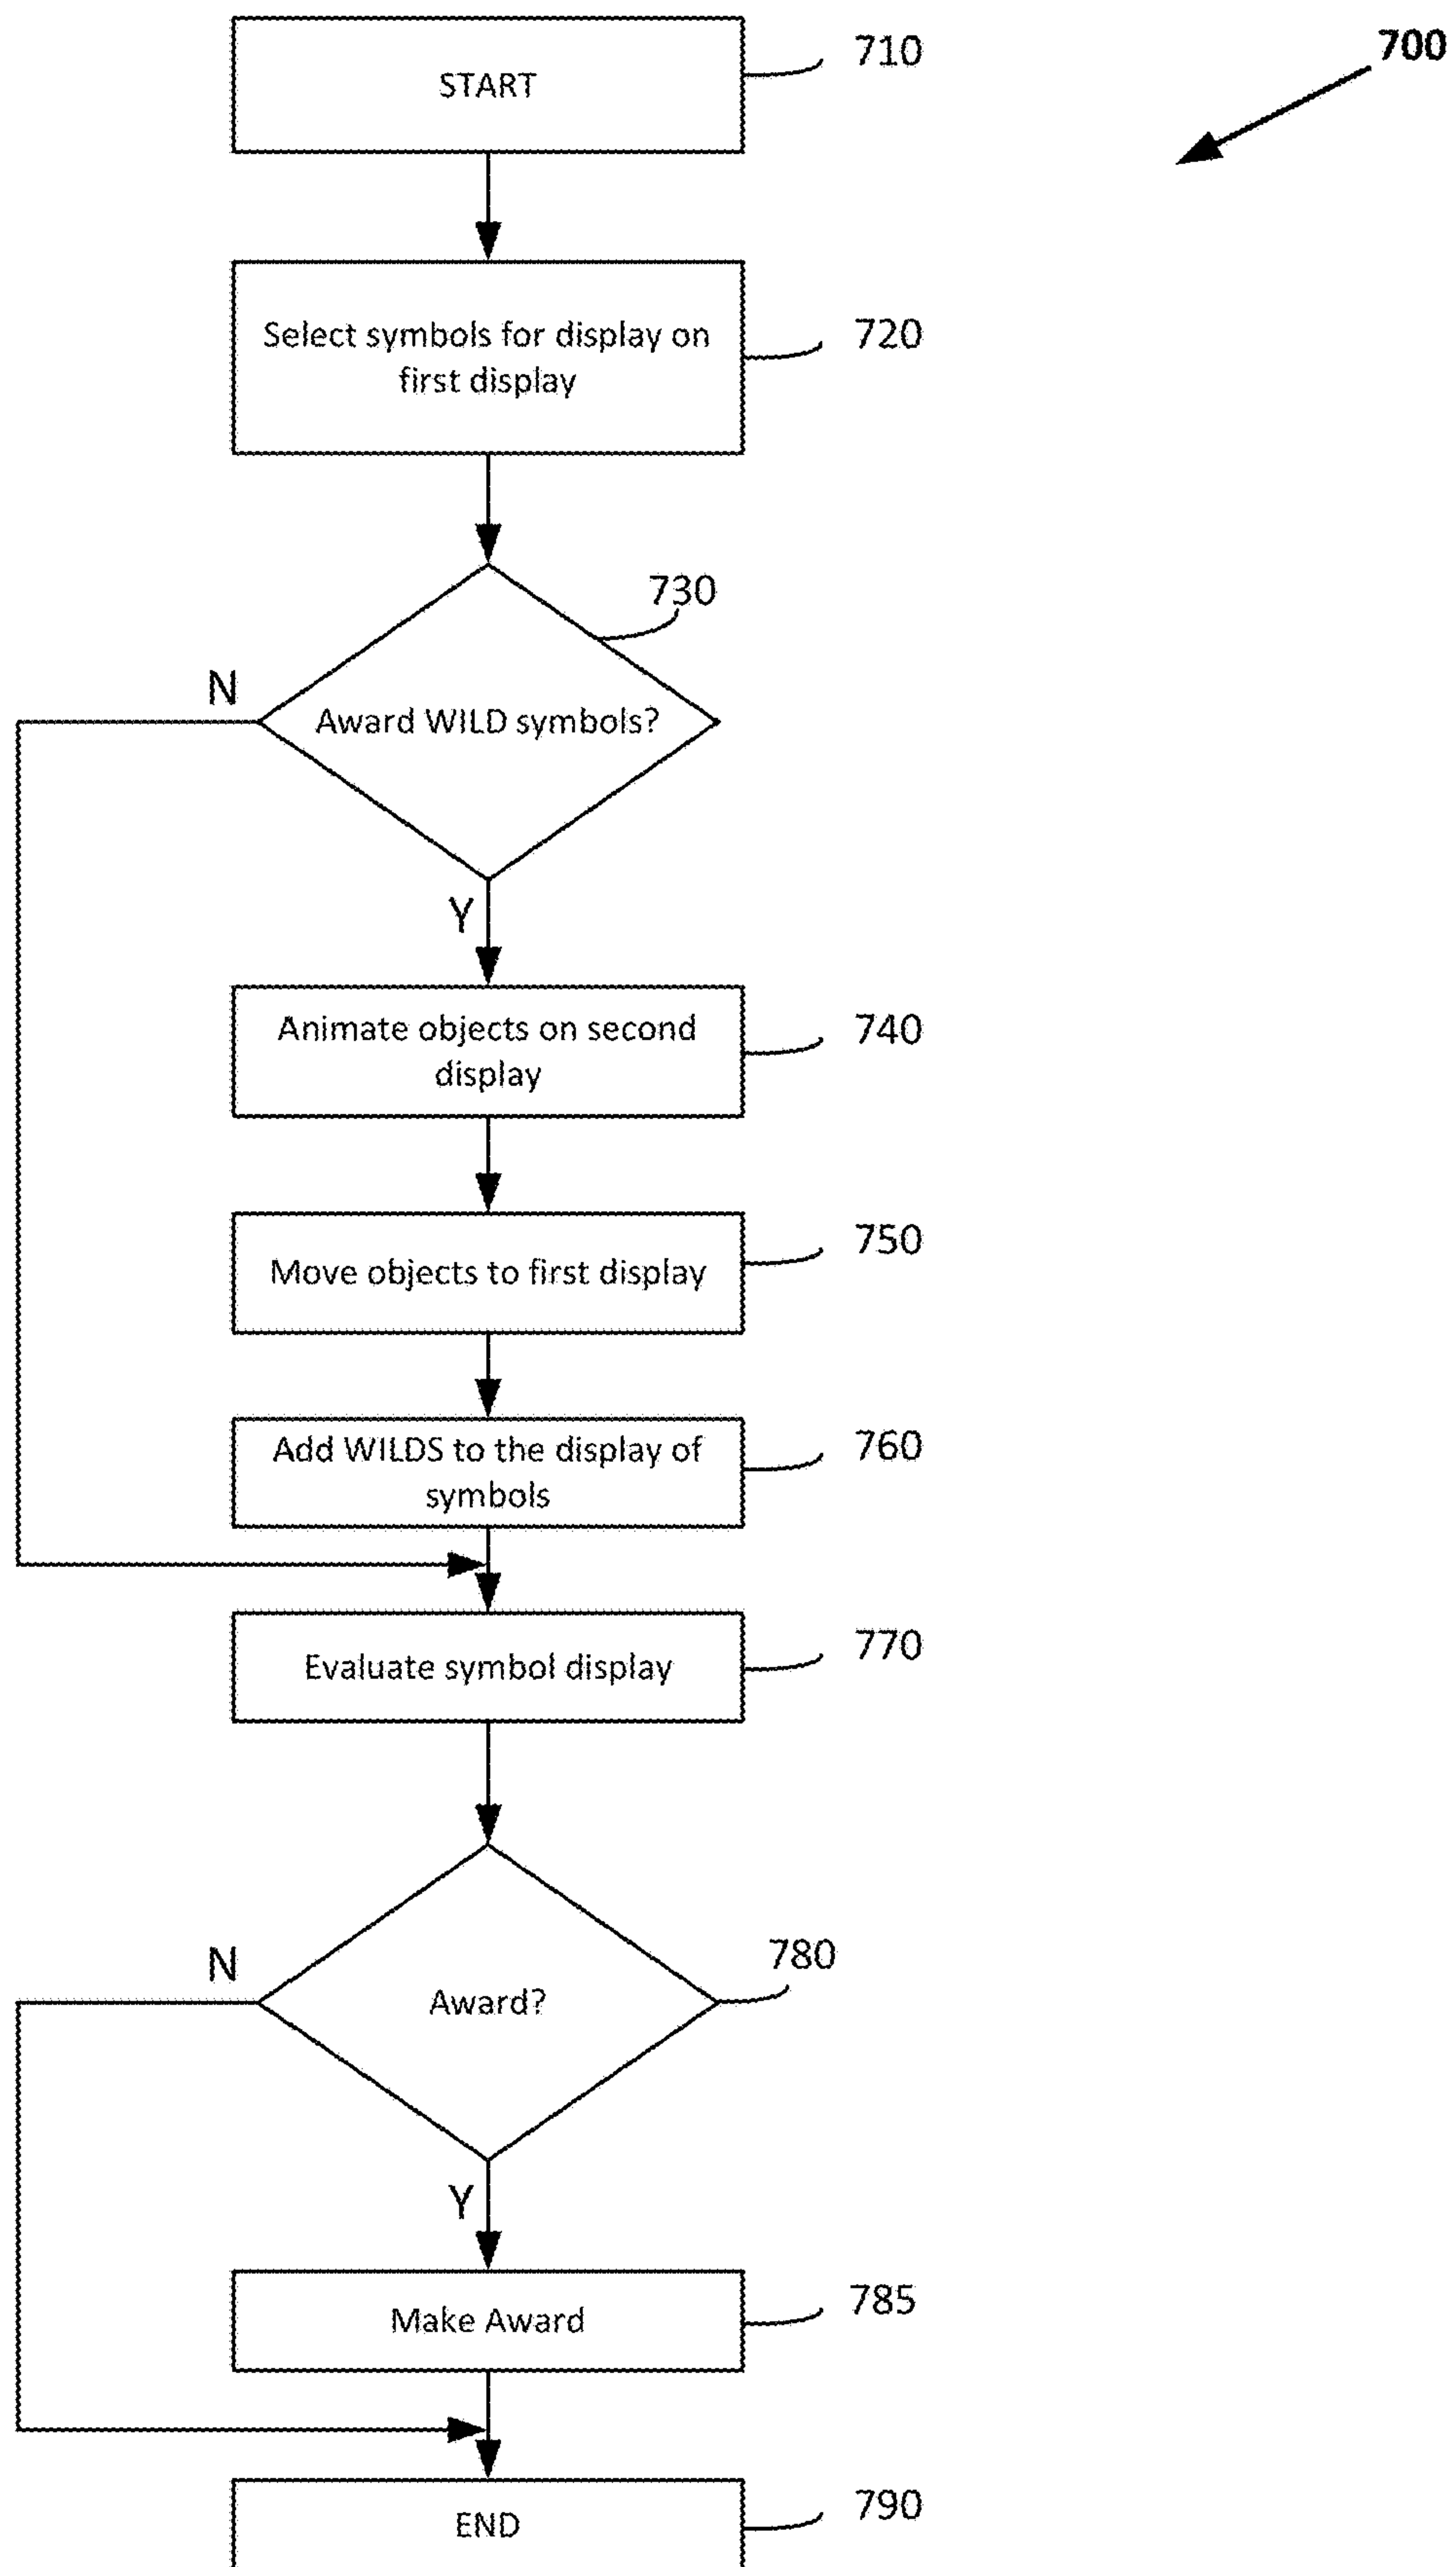 700
START
710
Select symbols for display on
first display
720
730
Award WILD symbols?
N
Y
Animate objects on second
display
740
Move objects to first display
750
Add WILDS to the display of
symbols
760
Evaluate symbol display
770
780
Award?
N
Y
Make Award
785
END
790